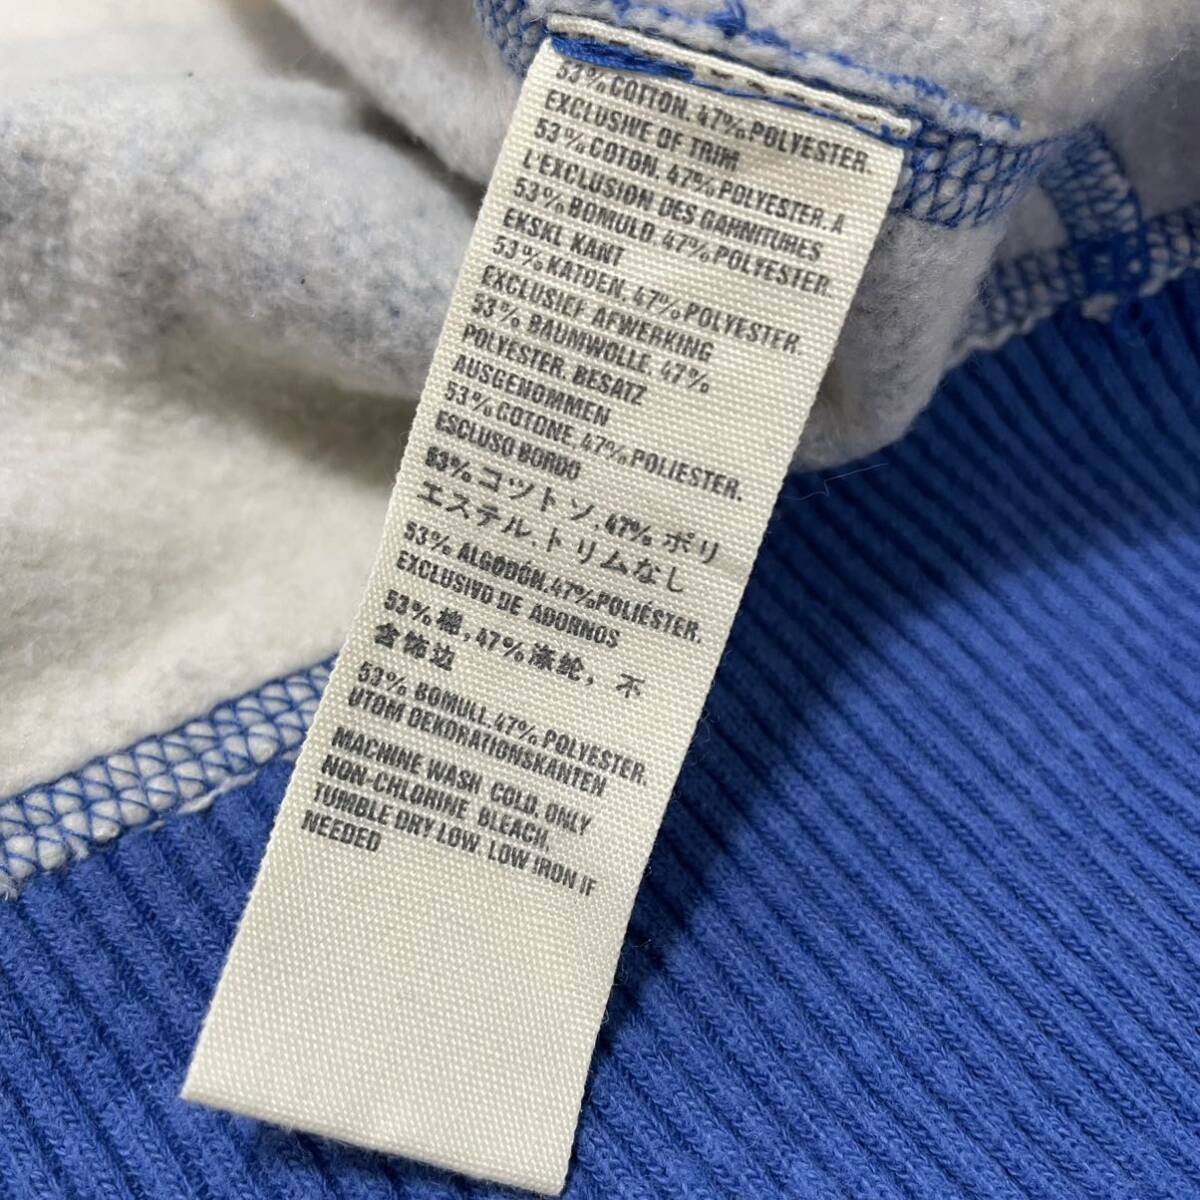 53% COTTON. 47% POLYESTER.
EXCLUSIVE OF TRIM
53% COTON. 47% POLYESTER. A
L'EXCLUSION DES GARNITURES
53% BOMULD. 47% POLYESTER.
EKSKL KANT
53% KATOEN. 47% POLYESTER.
EXCLUSIEF AFWERKING
53% BAUMWOLLE. 47%
POLYESTER. BESATZ
AUSGENOMMEN
53% COTONE. 47% POLIESTER.
ESCLUSO BORDO
53% コツトン. 47% ポリ
エステル.トリムなし
53% ALGODÓN. 47% POLIÉSTER.
EXCLUSIVO DE ADORNOS
53% 棉, 47% 涤纶, 不
含饰边
53% BOMULL. 47% POLYESTER.
UTOM DEKORATIONSKANTEN
MACHINE WASH, COLD, ONLY
NON-CHLORINE, BLEACH,
TUMBLE DRY LOW. LOW IRON IF
NEEDED